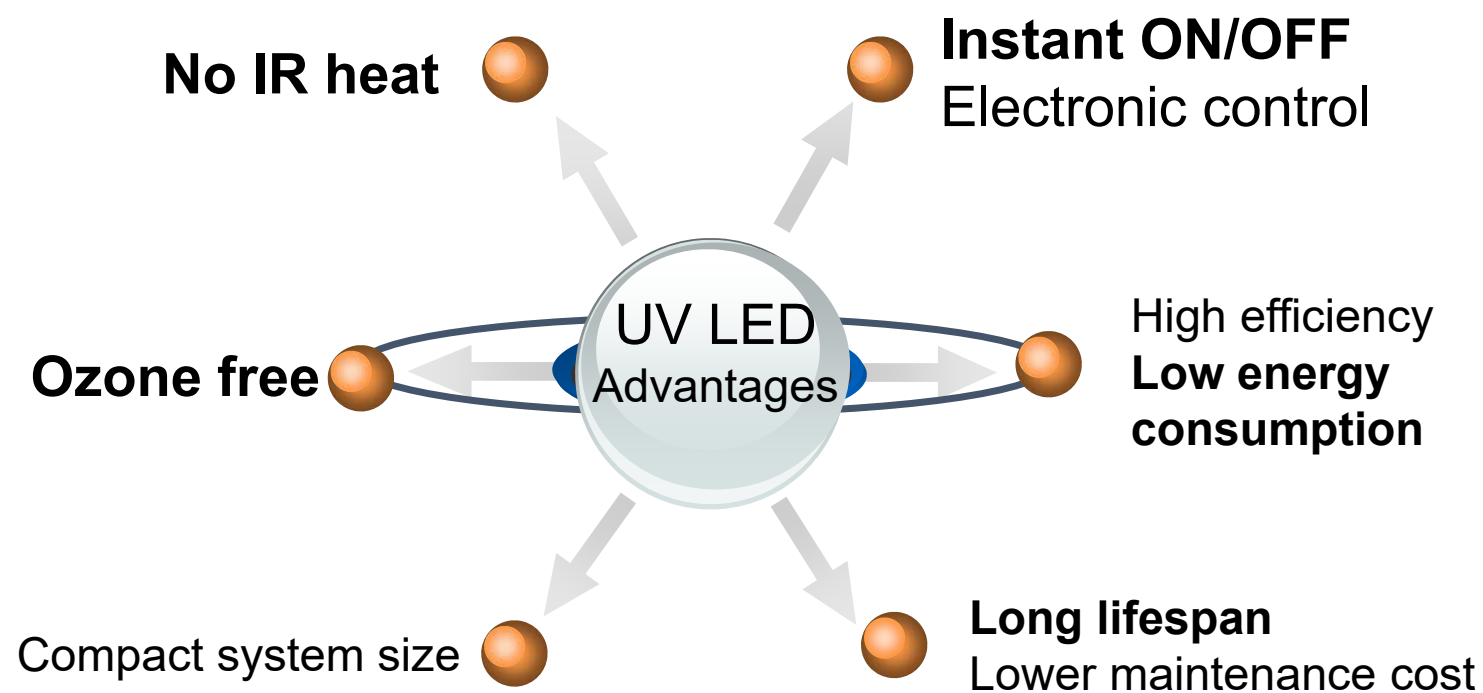 No IR heat
Instant ON/OFF
Electronic control
UV LED
Advantages
Ozone free
High efficiency
Low energy
consumption
Compact system size
Long lifespan
Lower maintenance cost